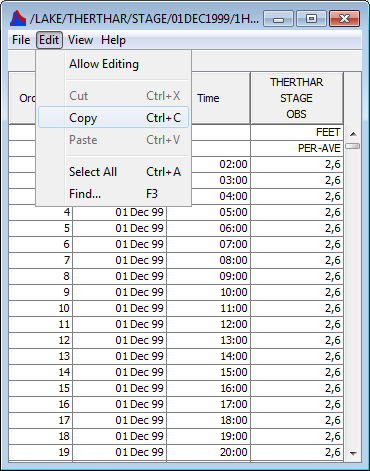 /LAKE/THERTHAR/STAGE/01DEC1999/1H...
File Edit View Help
Allow Editing
Cut Ctrl+X
Copy Ctrl+C
Paste Ctrl+V
Select All Ctrl+A
Find... F3
Time
THERTHAR
STAGE
OBS
FEET
PER-AVE
02:00 2,6
03:00 2,6
04:00 2,6
4 01 Dec 99 05:00 2,6
5 01 Dec 99 06:00 2,6
6 01 Dec 99 07:00 2,6
7 01 Dec 99 08:00 2,6
8 01 Dec 99 09:00 2,6
9 01 Dec 99 10:00 2,6
10 01 Dec 99 11:00 2,6
11 01 Dec 99 12:00 2,6
12 01 Dec 99 13:00 2,6
13 01 Dec 99 14:00 2,6
14 01 Dec 99 15:00 2,6
15 01 Dec 99 16:00 2,6
16 01 Dec 99 17:00 2,6
17 01 Dec 99 18:00 2,6
18 01 Dec 99 19:00 2,6
19 01 Dec 99 20:00 2,6